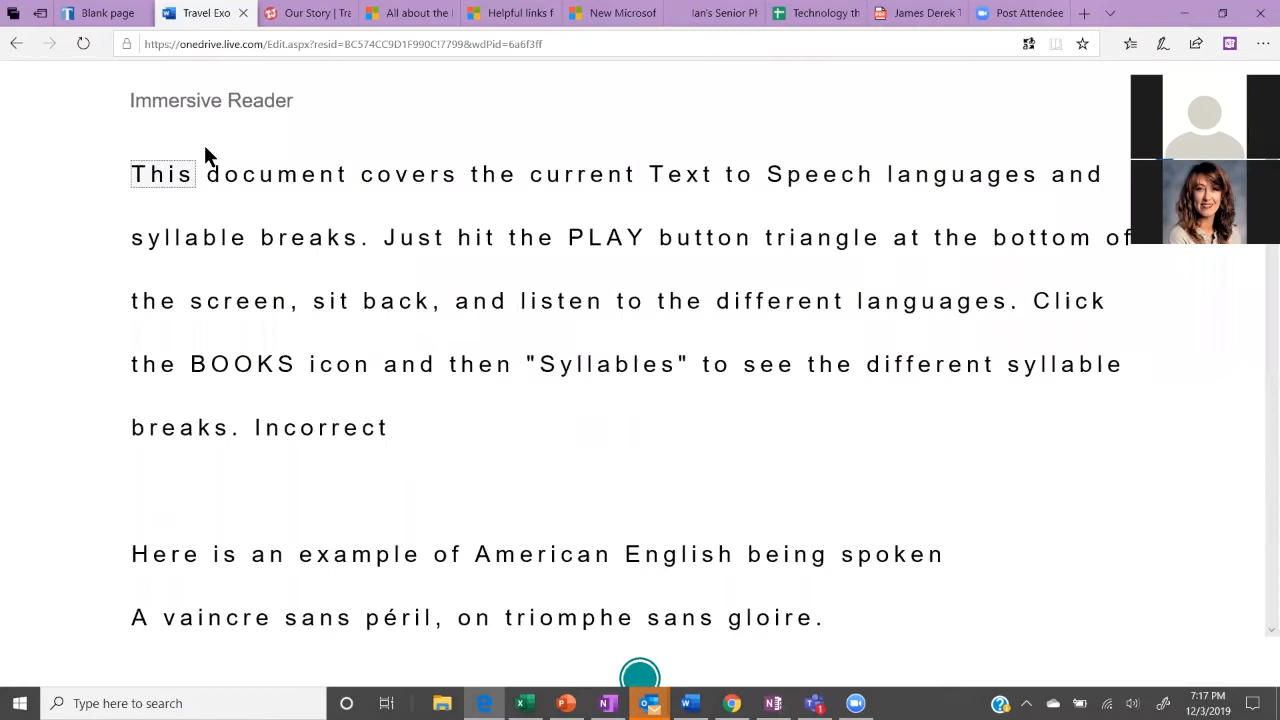 Blank page
Travel Exo
Our Story | Tra
All about the i
Helpful links f
New Microsof
Ian's Senior Ph
Technology fr
James Derek T
Post Attendee
https://onedrive.live.com/Edit.aspx?resid=BC574CC9D1F990C!7799&wdPid=6a6f3ff
Immersive Reader
This document covers the current Text to Speech languages and
syllable breaks. Just hit the PLAY button triangle at the bottom of
the screen, sit back, and listen to the different languages. Click
the BOOKS icon and then "Syllables" to see the different syllable
breaks. Incorrect
Here is an example of American English being spoken
A vaincre sans péril, on triomphe sans gloire.
Type here to search
7:17 PM
12/3/2019